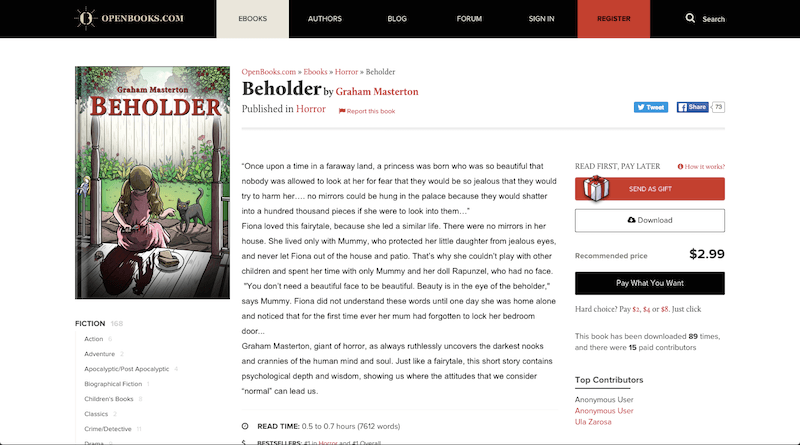 OPENBOOKS.COM
EBOOKS
AUTHORS
BLOG
FORUM
SIGN IN
REGISTER
Search
Graham Masterton
BEHOLDER
OpenBooks.com » Ebooks » Horror » Beholder
Beholder by Graham Masterton
Published in Horror
Report this book
Tweet
Share
73
“Once upon a time in a faraway land, a princess was born who was so beautiful that
nobody was allowed to look at her for fear that they would be so jealous that they would
try to harm her…. no mirrors could be hung in the palace because they would shatter
into a hundred thousand pieces if she were to look into them…”
Fiona loved this fairytale, because she led a similar life. There were no mirrors in her
house. She lived only with Mummy, who protected her little daughter from jealous eyes,
and never let Fiona out of the house and patio. That’s why she couldn’t play with other
children and spent her time with only Mummy and her doll Rapunzel, who had no face.
"You don’t need a beautiful face to be beautiful. Beauty is in the eye of the beholder,"
says Mummy. Fiona did not understand these words until one day she was home alone
and noticed that for the first time ever her mum had forgotten to lock her bedroom
door...
Graham Masterton, giant of horror, as always ruthlessly uncovers the darkest nooks
and crannies of the human mind and soul. Just like a fairytale, this short story contains
psychological depth and wisdom, showing us where the attitudes that we consider
“normal” can lead us.
READ TIME: 0.5 to 0.7 hours (7612 words)
BESTSELLERS: #1 in Horror and #1 Overall
READ FIRST, PAY LATER
How it works?
SEND AS GIFT
Download
Recommended price
$2.99
Pay What You Want
Hard choice? Pay $2, $4 or $8. Just click
This book has been downloaded 89 times,
and there were 15 paid contributors
Top Contributors
Anonymous User
Anonymous User
Ula Zarosa
FICTION 168
Action 6
Adventure 2
Apocalyptic/Post Apocalyptic 4
Biographical Fiction 1
Children's Books 8
Classics 2
Crime/Detective 11
Drama